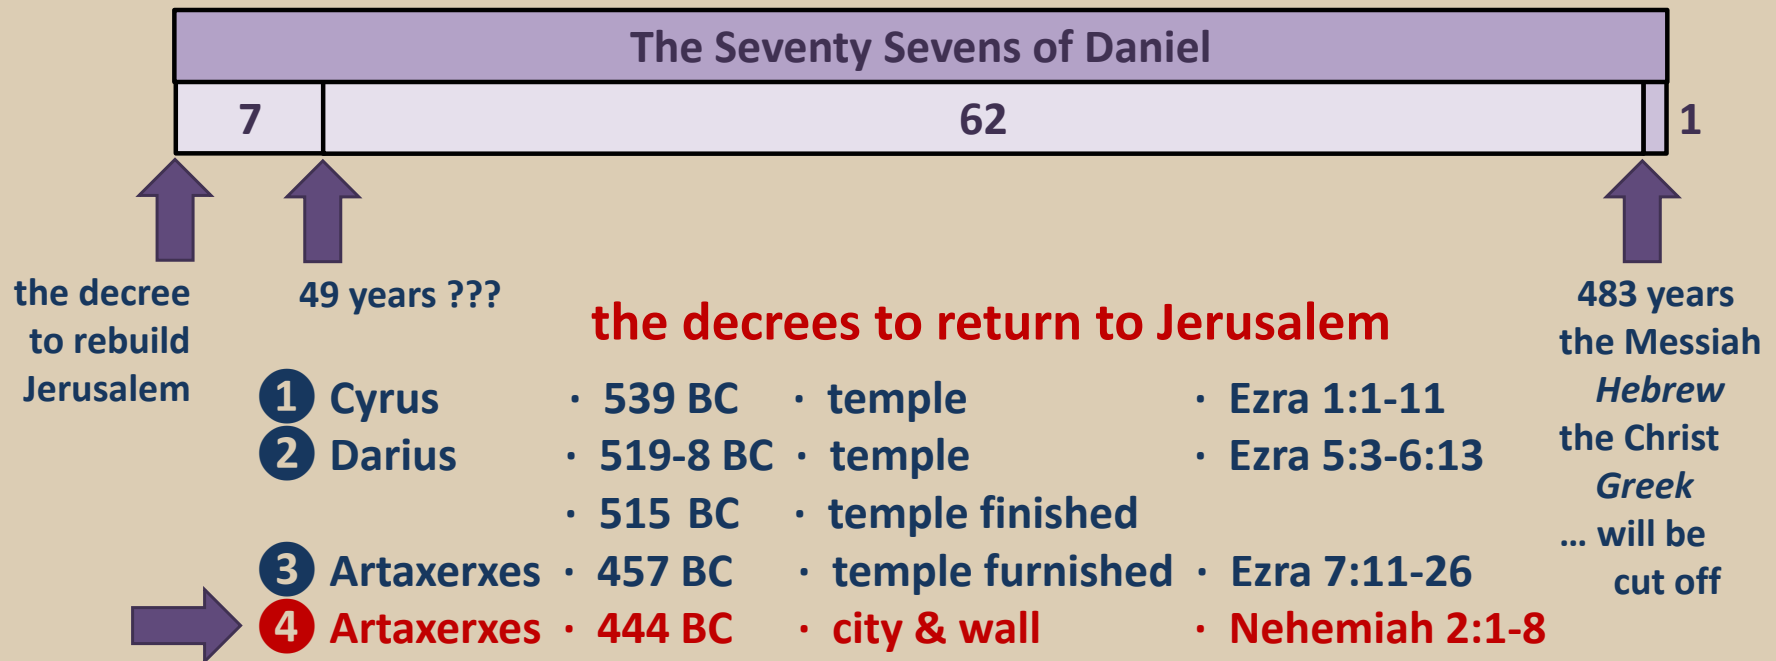 The Seventy Sevens of Daniel
7 62 1
the decree
to rebuild
Jerusalem
49 years ???
483 years
the Messiah
Hebrew
the Christ
Greek
... will be
cut off
the decrees to return to Jerusalem
1 Cyrus · 539 BC · temple · Ezra 1:1-11
2 Darius · 519-8 BC · temple · Ezra 5:3-6:13
· 515 BC · temple finished
3 Artaxerxes · 457 BC · temple furnished · Ezra 7:11-26
4 Artaxerxes · 444 BC · city & wall · Nehemiah 2:1-8